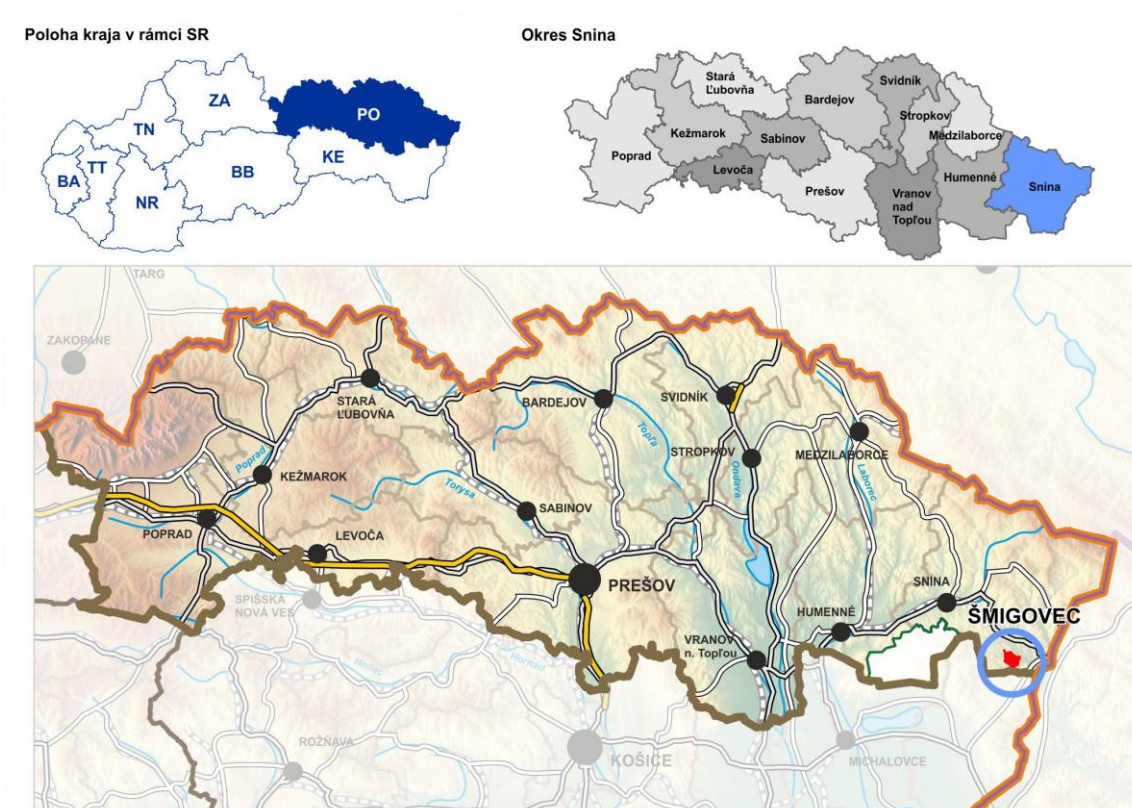 Poloha kraja v rámci SR
Okres Snina
ZA
PO
TN
KE
TT
BB
BA
NR
Stará
Ľubovňa
Svidník
Bardejov
Stropkov
Kežmarok
Sabinov
Medzilaborce
Poprad
Levoča
Humenné
Prešov
Snina
Vranov
nad
Topľou
TARG
ZAKOPANE
STARÁ
ĽUBOVŇA
BARDEJOV
SVIDNÍK
Topľa
STROPKOV
MEDZILABORCE
Poprad
KEŽMAROK
Ondava
Laborec
Torysa
SABINOV
POPRAD
LEVOČA
PREŠOV
SNINA
SPIŠSKÁ
NOVÁ VES
HUMENNÉ
ŠMIGOVEC
VRANOV
n. Topľou
Hnilec
Hornád
ROŽŇAVA
KOŠICE
MICHALOVCE